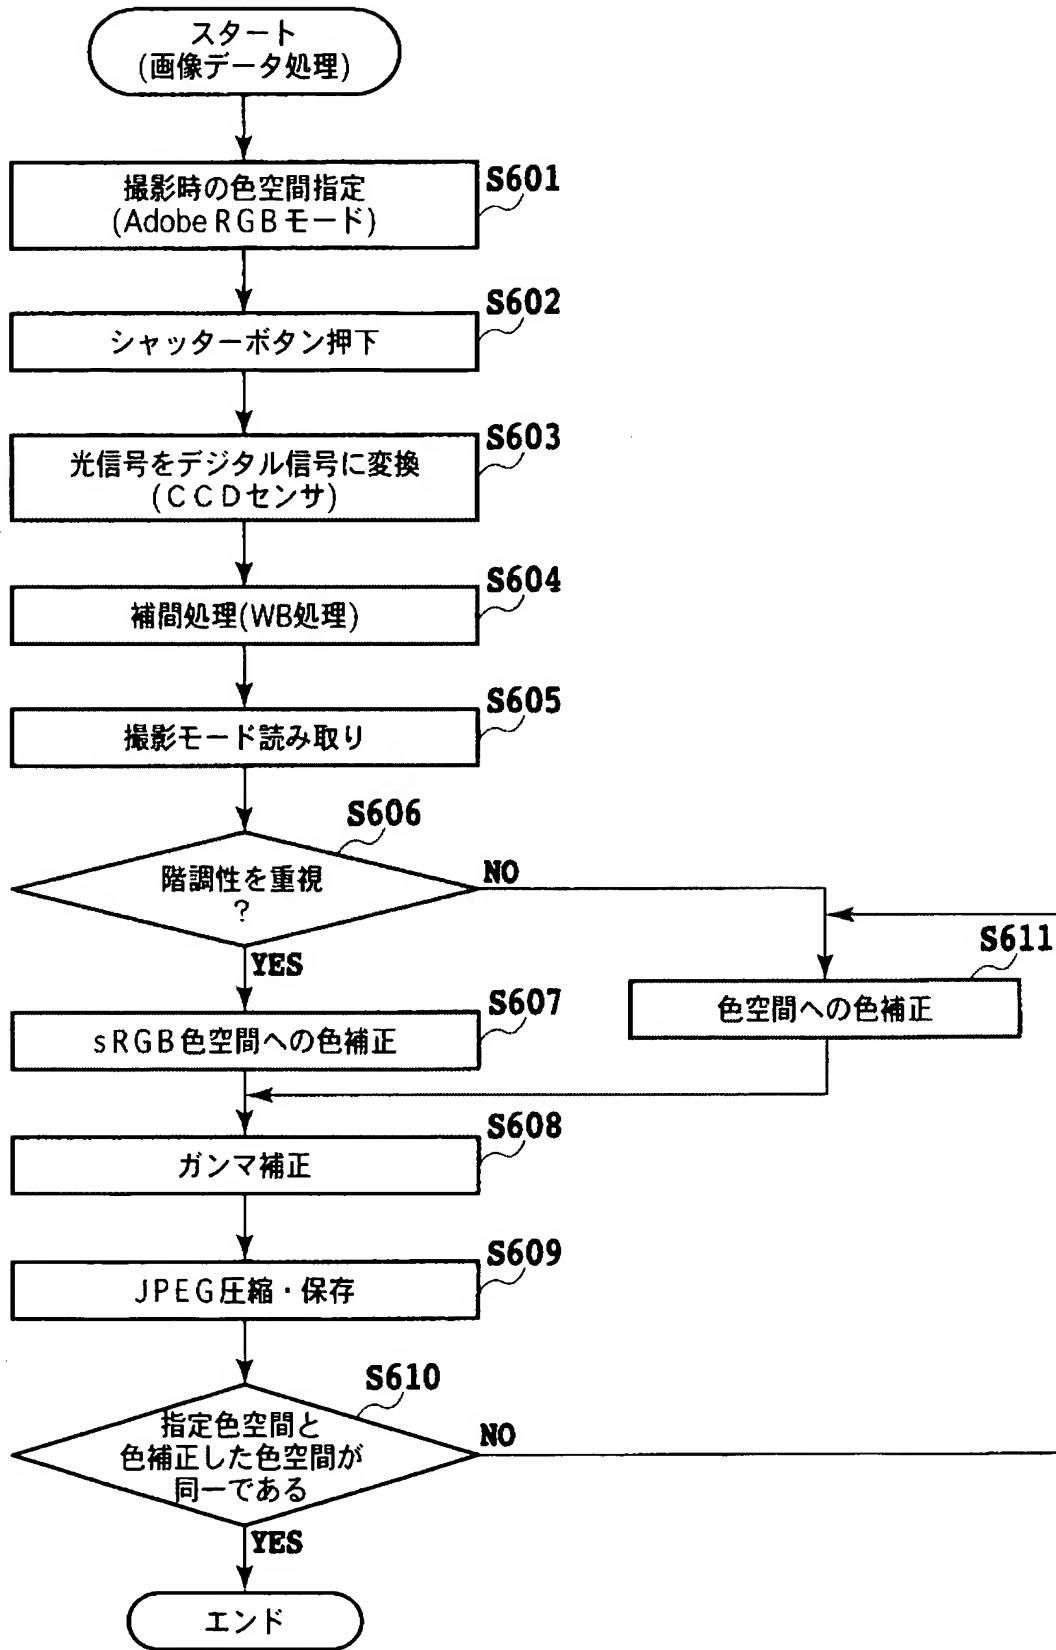 スタート
(画像データ処理)
S601
撮影時の色空間指定
(Adobe RGBモード)
S602
シャッターボタン押下
S603
光信号をデジタル信号に変換
(CCDセンサ)
S604
補間処理(WB処理)
S605
撮影モード読み取り
S606
階調性を重視
?
NO
YES
S611
色空間への色補正
S607
sRGB色空間への色補正
S608
ガンマ補正
S609
JPEG圧縮・保存
S610
指定色空間と
色補正した色空間が
同一である
NO
YES
エンド